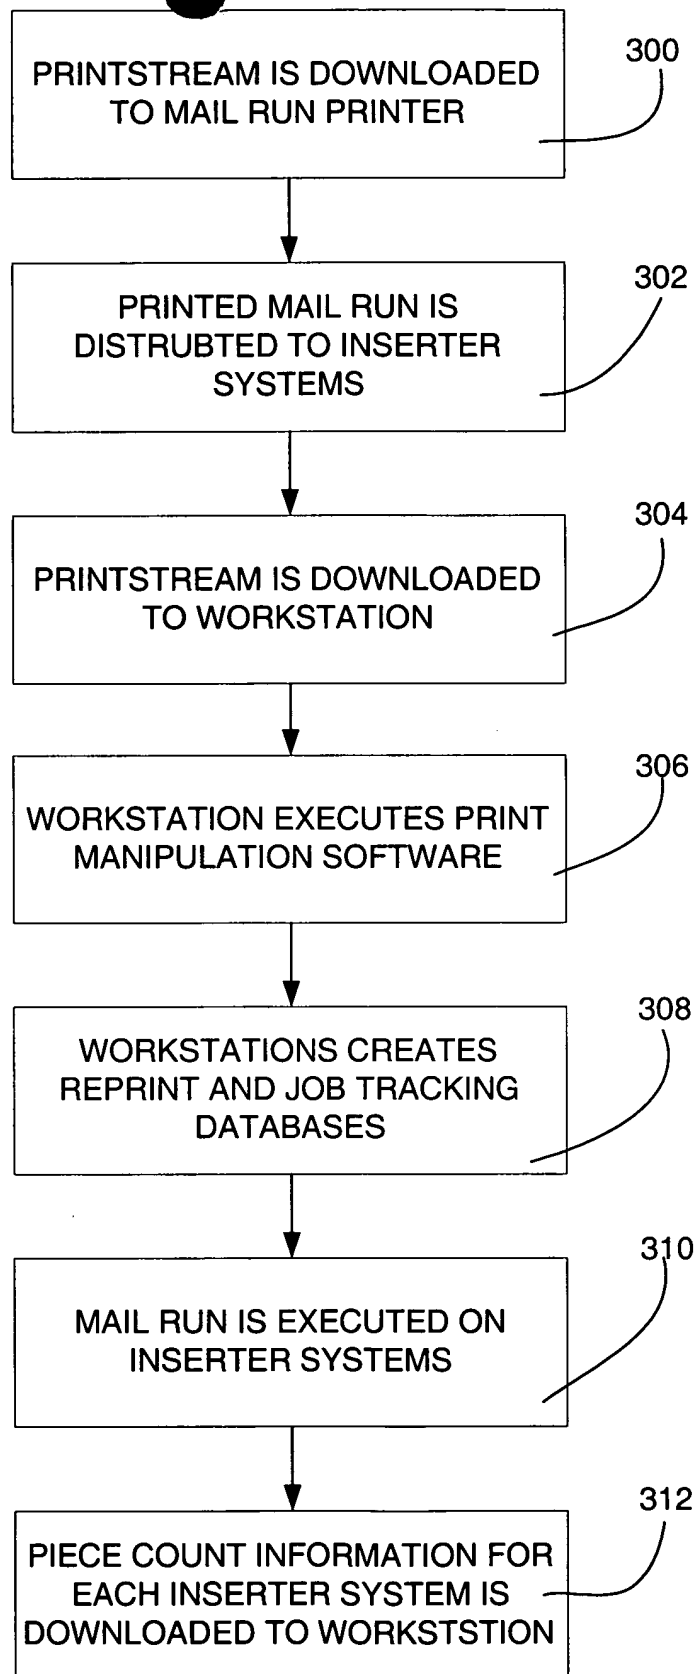 PRINTSTREAM IS DOWNLOADED
TO MAIL RUN PRINTER
300
PRINTED MAIL RUN IS
DISTRUBTED TO INSERTER
SYSTEMS
302
PRINTSTREAM IS DOWNLOADED
TO WORKSTATION
304
WORKSTATION EXECUTES PRINT
MANIPULATION SOFTWARE
306
WORKSTATIONS CREATES
REPRINT AND JOB TRACKING
DATABASES
308
MAIL RUN IS EXECUTED ON
INSERTER SYSTEMS
310
PIECE COUNT INFORMATION FOR
EACH INSERTER SYSTEM IS
DOWNLOADED TO WORKSTSTION
312